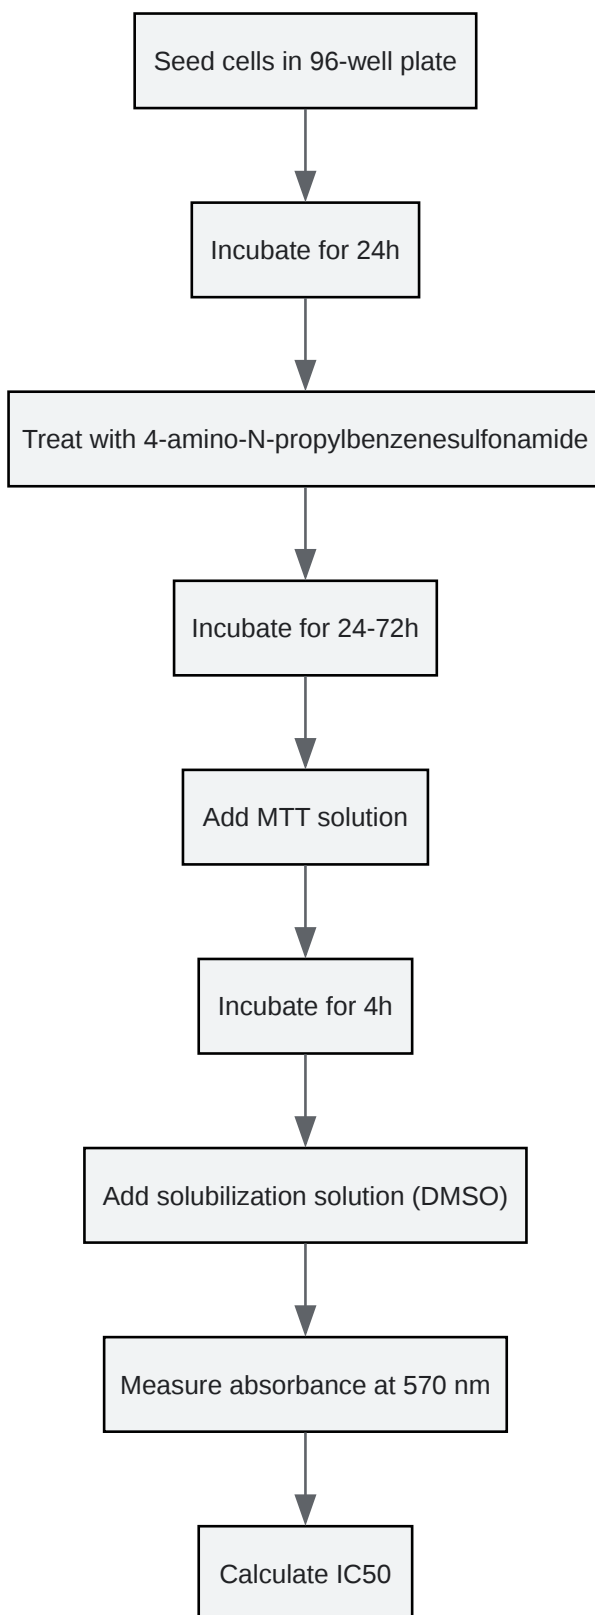 Seed cells in 96-well plate
Incubate for 24h
Treat with 4-amino-N-propylbenzenesulfonamide
Incubate for 24-72h
Add MTT solution
Incubate for 4h
Add solubilization solution (DMSO)
Measure absorbance at 570 nm
Calculate IC50